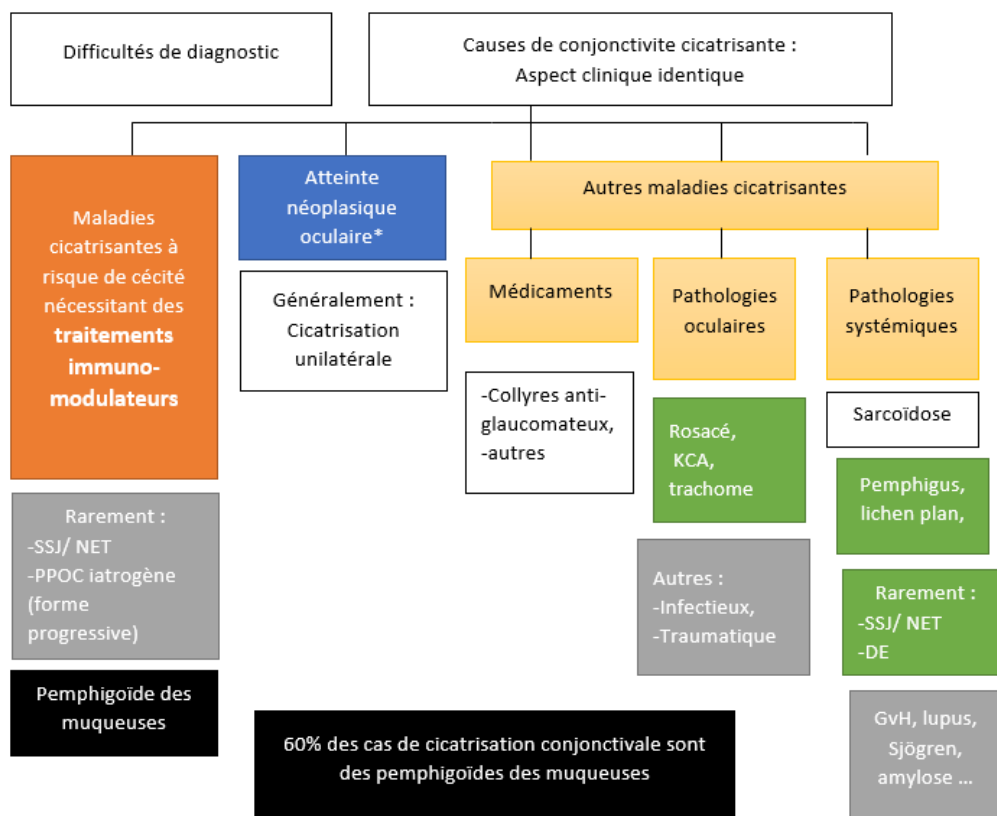 Difficultés de diagnostic
Causes de conjonctivite cicatrisante :
Aspect clinique identique
Maladies
cicatrisantes à
risque de cécité
nécessitant des
traitements
immuno-
modulateurs
Rarement :
-SSJ/ NET
-PPOC iatrogène
(forme
progressive)
Pemphigoïde des
muqueuses
Atteinte
néoplasique
oculaire*
Généralement :
Cicatrisation
unilatérale
Autres maladies cicatrisantes
Médicaments
-Collyres anti-
glaucomateux,
-autres
Pathologies
oculaires
Rosacé,
KCA,
trachome
Autres :
-Infectieux,
-Traumatique
Pathologies
systémiques
Sarcoïdose
Pemphigus,
lichen plan,
Rarement :
-SSJ/ NET
-DE
GvH, lupus,
Sjögren,
amylose ...
60% des cas de cicatrisation conjonctivale sont
des pemphigoïdes des muqueuses